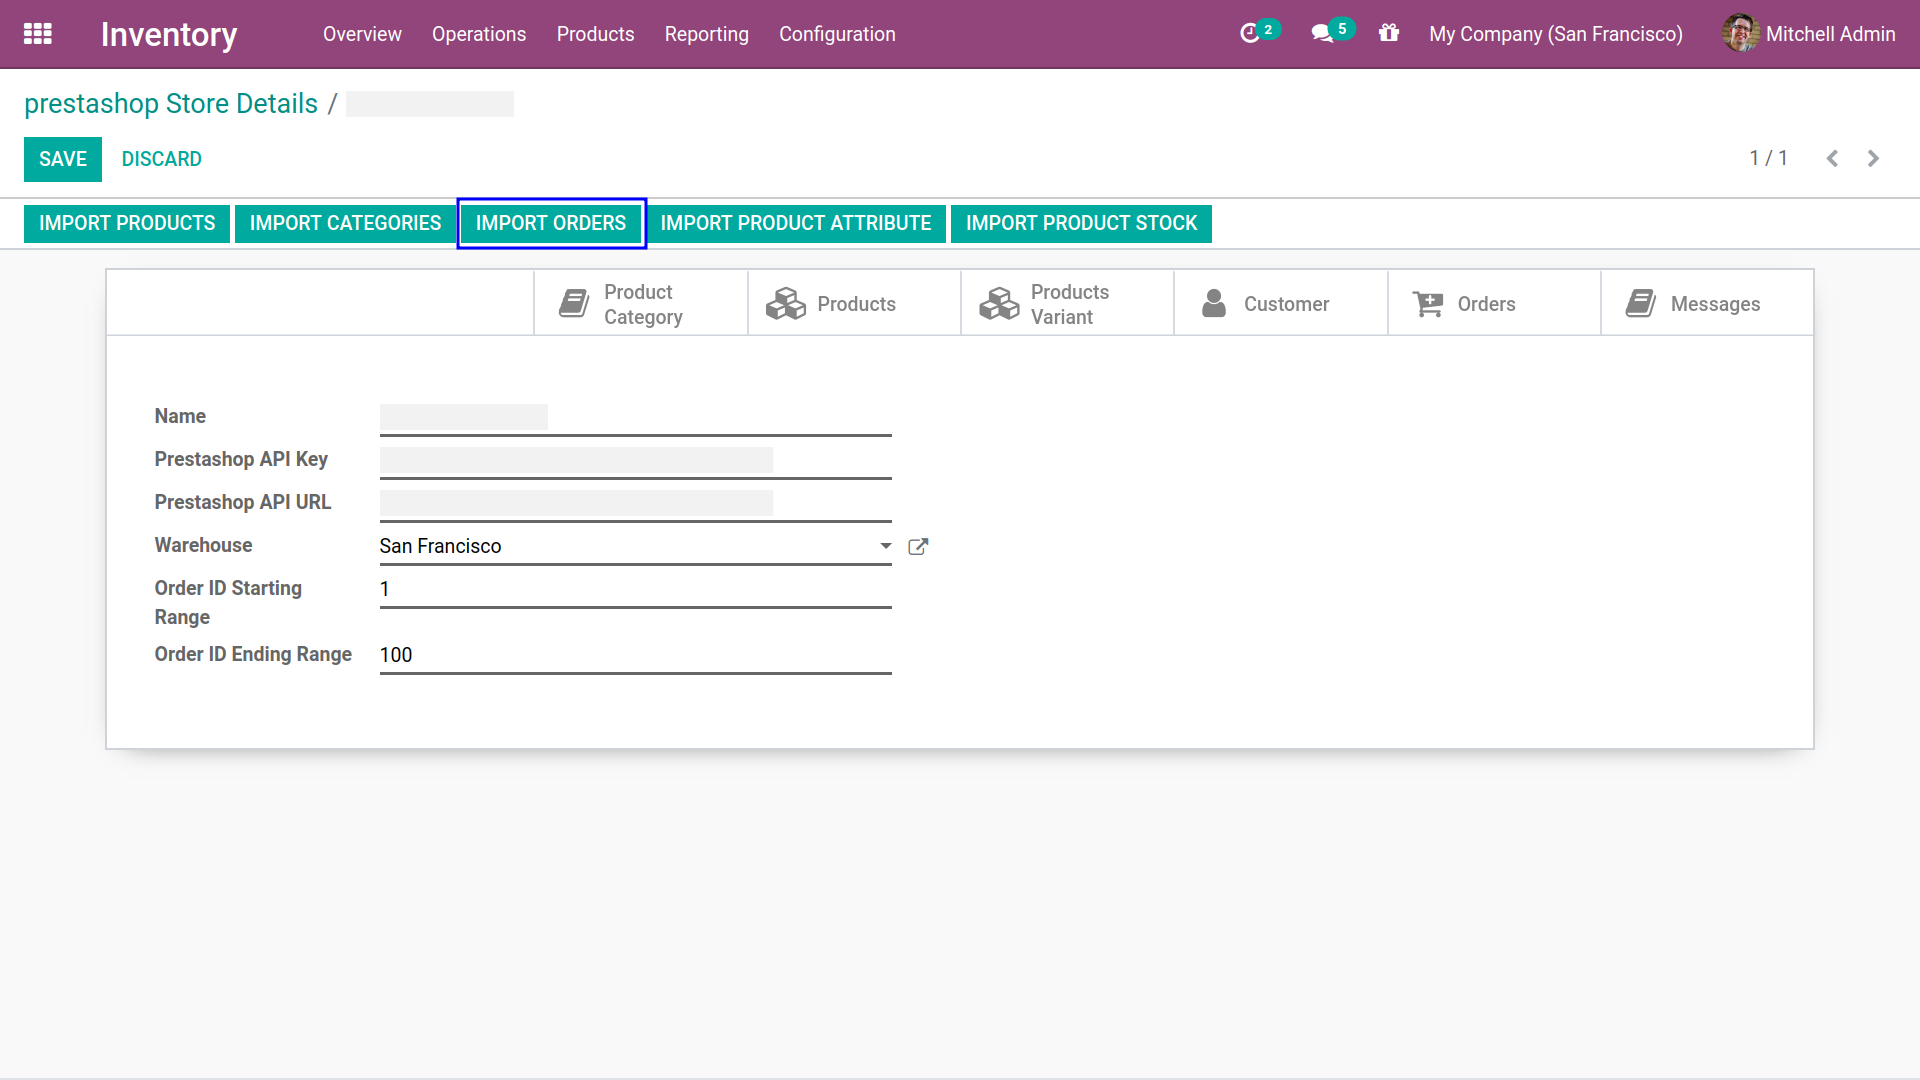 Inventory Overview Operations Products Reporting Configuration 2 5 My Company (San Francisco) Mitchell Admin
prestashop Store Details /
SAVE DISCARD 1 / 1
IMPORT PRODUCTS IMPORT CATEGORIES IMPORT ORDERS IMPORT PRODUCT ATTRIBUTE IMPORT PRODUCT STOCK
Product Category Products Products Variant Customer Orders Messages
Name
Prestashop API Key
Prestashop API URL
Warehouse San Francisco
Order ID Starting 1
Range
Order ID Ending Range 100